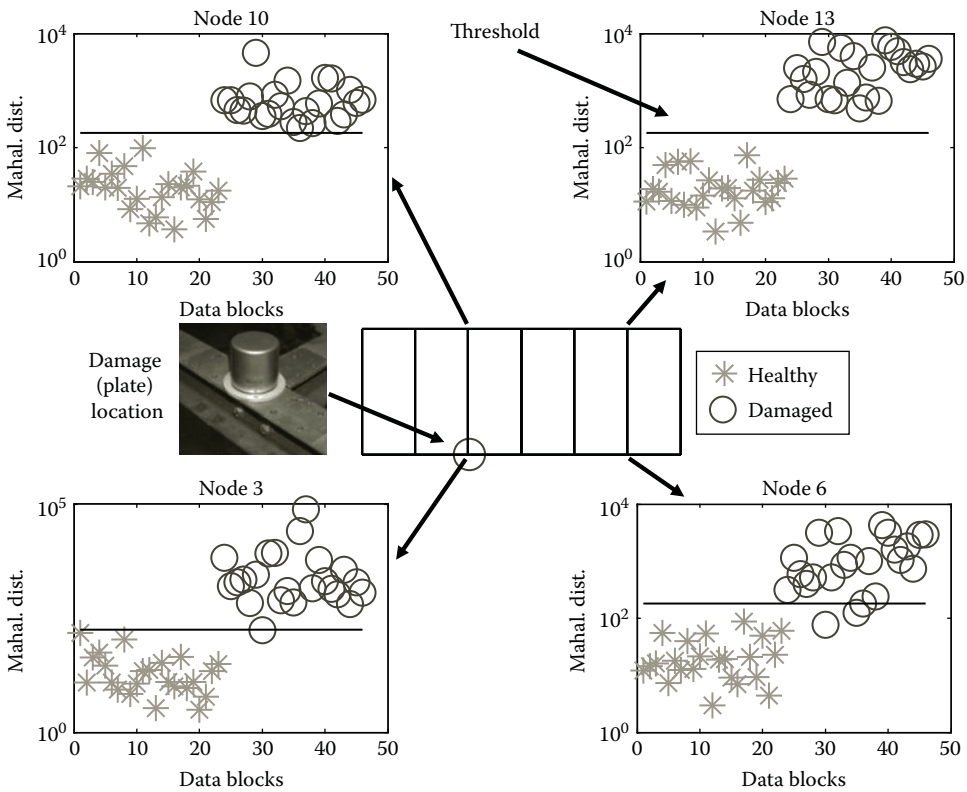 Node 10
10^4
10^2
10^0
Mahal. dist.
0 10 20 30 40 50
Data blocks
Threshold
Node 13
10^4
10^2
10^0
Mahal. dist.
0 10 20 30 40 50
Data blocks
Damage
(plate)
location
Healthy
Damaged
Node 3
10^5
10^0
Mahal. dist.
0 10 20 30 40 50
Data blocks
Node 6
10^4
10^2
10^0
Mahal. dist.
0 10 20 30 40 50
Data blocks